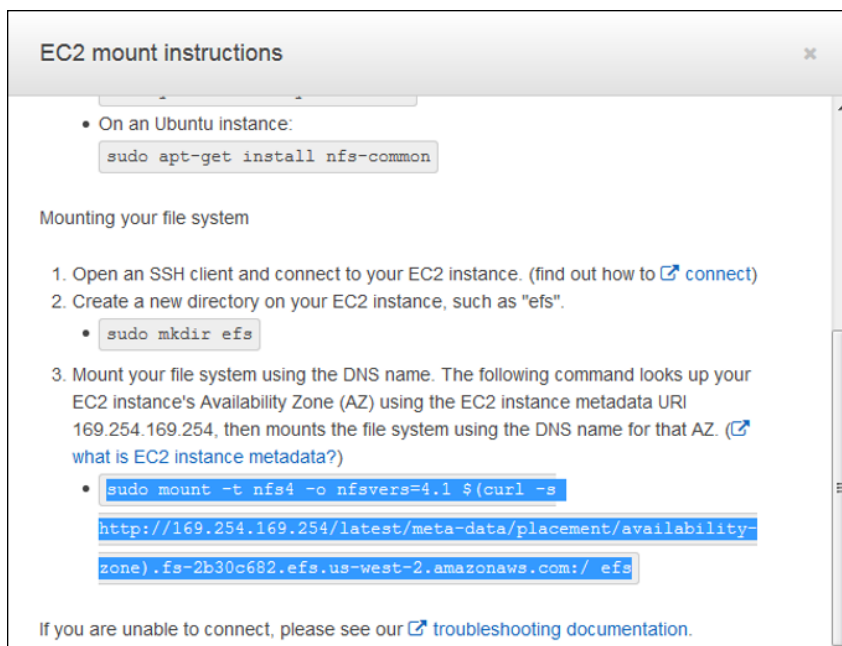 EC2 mount instructions
×
• On an Ubuntu instance:
sudo apt-get install nfs-common
Mounting your file system
1. Open an SSH client and connect to your EC2 instance. (find out how to connect)
2. Create a new directory on your EC2 instance, such as "efs".
• sudo mkdir efs
3. Mount your file system using the DNS name. The following command looks up your
EC2 instance's Availability Zone (AZ) using the EC2 instance metadata URI
169.254.169.254, then mounts the file system using the DNS name for that AZ. (
what is EC2 instance metadata?)
• sudo mount -t nfs4 -o nfsvers=4.1 $(curl -s
http://169.254.169.254/latest/meta-data/placement/availability-
zone).fs-2b30c682.efs.us-west-2.amazonaws.com:/ efs
If you are unable to connect, please see our troubleshooting documentation.